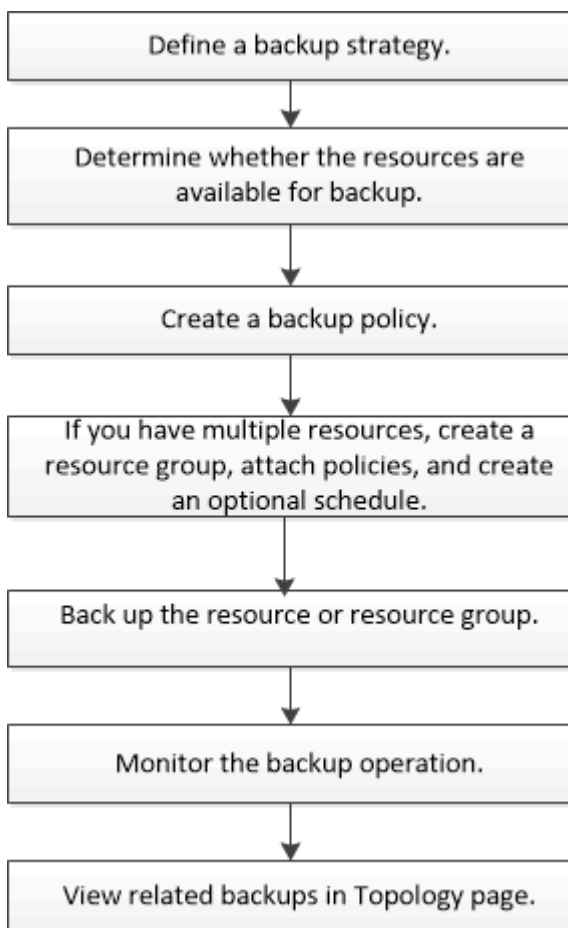 Define a backup strategy.
Determine whether the resources are
available for backup.
Create a backup policy.
If you have multiple resources, create a
resource group, attach policies, and create
an optional schedule.
Back up the resource or resource group.
Monitor the backup operation.
View related backups in Topology page.